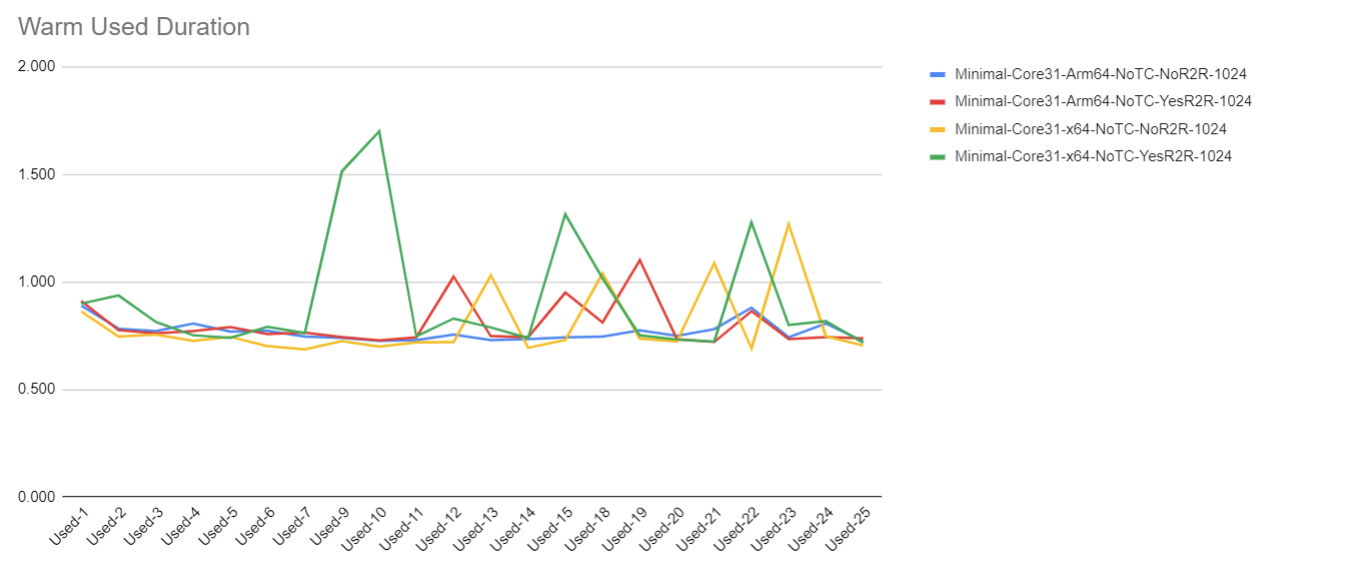 Warm Used Duration
2.000
1.500
1.000
0.500
0.000
Used-1
Used-2
Used-3
Used-4
Used-5
Used-6
Used-7
Used-9
Used-10
Used-11
Used-12
Used-13
Used-14
Used-15
Used-18
Used-19
Used-20
Used-21
Used-22
Used-23
Used-24
Used-25
Minimal-Core31-Arm64-NoTC-NoR2R-1024
Minimal-Core31-Arm64-NoTC-YesR2R-1024
Minimal-Core31-x64-NoTC-NoR2R-1024
Minimal-Core31-x64-NoTC-YesR2R-1024